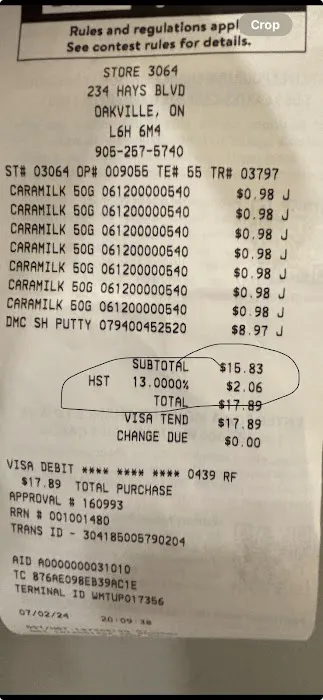 Rules and regulations appl
Crop
See contest rules for details.
STORE 3064
234 HAYS BLVD
OAKVILLE, ON
L6H 6M4
905-257-5740
ST# 03064 OP# 009055 TE# 55 TR# 03797
CARAMILK 50G 061200000540 $0.98 J
CARAMILK 50G 061200000540 $0.98 J
CARAMILK 50G 061200000540 $0.98 J
CARAMILK 50G 061200000540 $0.98 J
CARAMILK 50G 061200000540 $0.98 J
CARAMILK 50G 061200000540 $0.98 J
CARAMILK 50G 061200000540 $0.98 J
DMC SH PUTTY 079400452520 $8.97 J
SUBTOTAL $15.83
HST 13.0000% $2.06
TOTAL $17.89
VISA TEND $17.89
CHANGE DUE $0.00
VISA DEBIT **** **** **** 0439 RF
$17.89 TOTAL PURCHASE
APPROVAL # 160993
RRN # 001001480
TRANS ID - 304185005790204
AID A0000000031010
TC 876AE098EB39AC1E
TERMINAL ID WMTUP017356
07/02/24 20:09:38